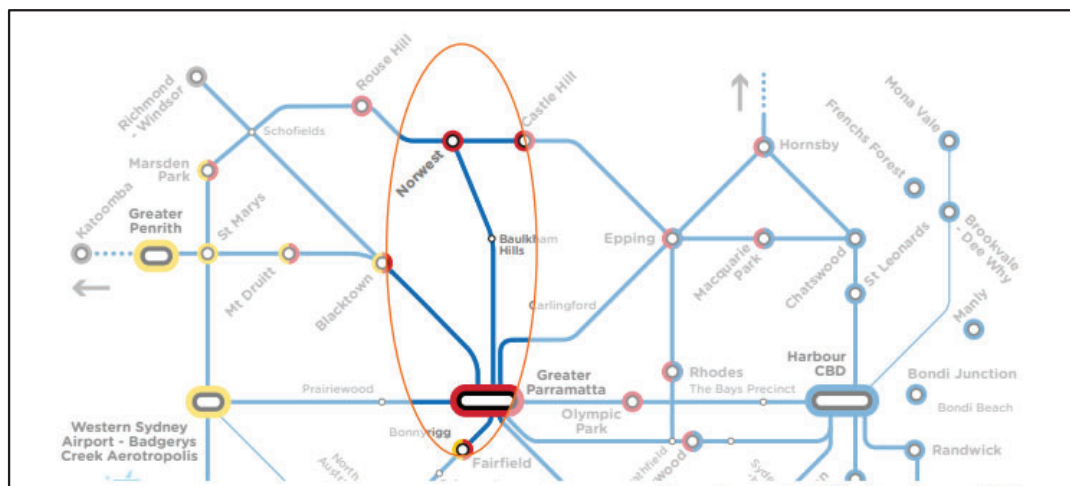 Richmond
- Windsor
Rouse Hill
Castle Hill
Mona Vale
Frenchs Forest
Schofields
Hornsby
Marsden
Park
Norwest
Katoomba
Greater
Penrith
St Marys
Baulkham
Hills
Epping
Macquarie
Park
Chatswood
St Leonards
Brookvale
- Dee Why
Mt Druitt
Blacktown
Carlingford
Manly
Harbour
CBD
Greater
Parramatta
Rhodes
The Bays Precinct
Bondi Junction
Bondi Beach
Prairiewood
Olympic
Park
Western Sydney
Airport - Badgerys
Creek Aerotropolis
Bonnyrigg
Fairfield
North
Randwick